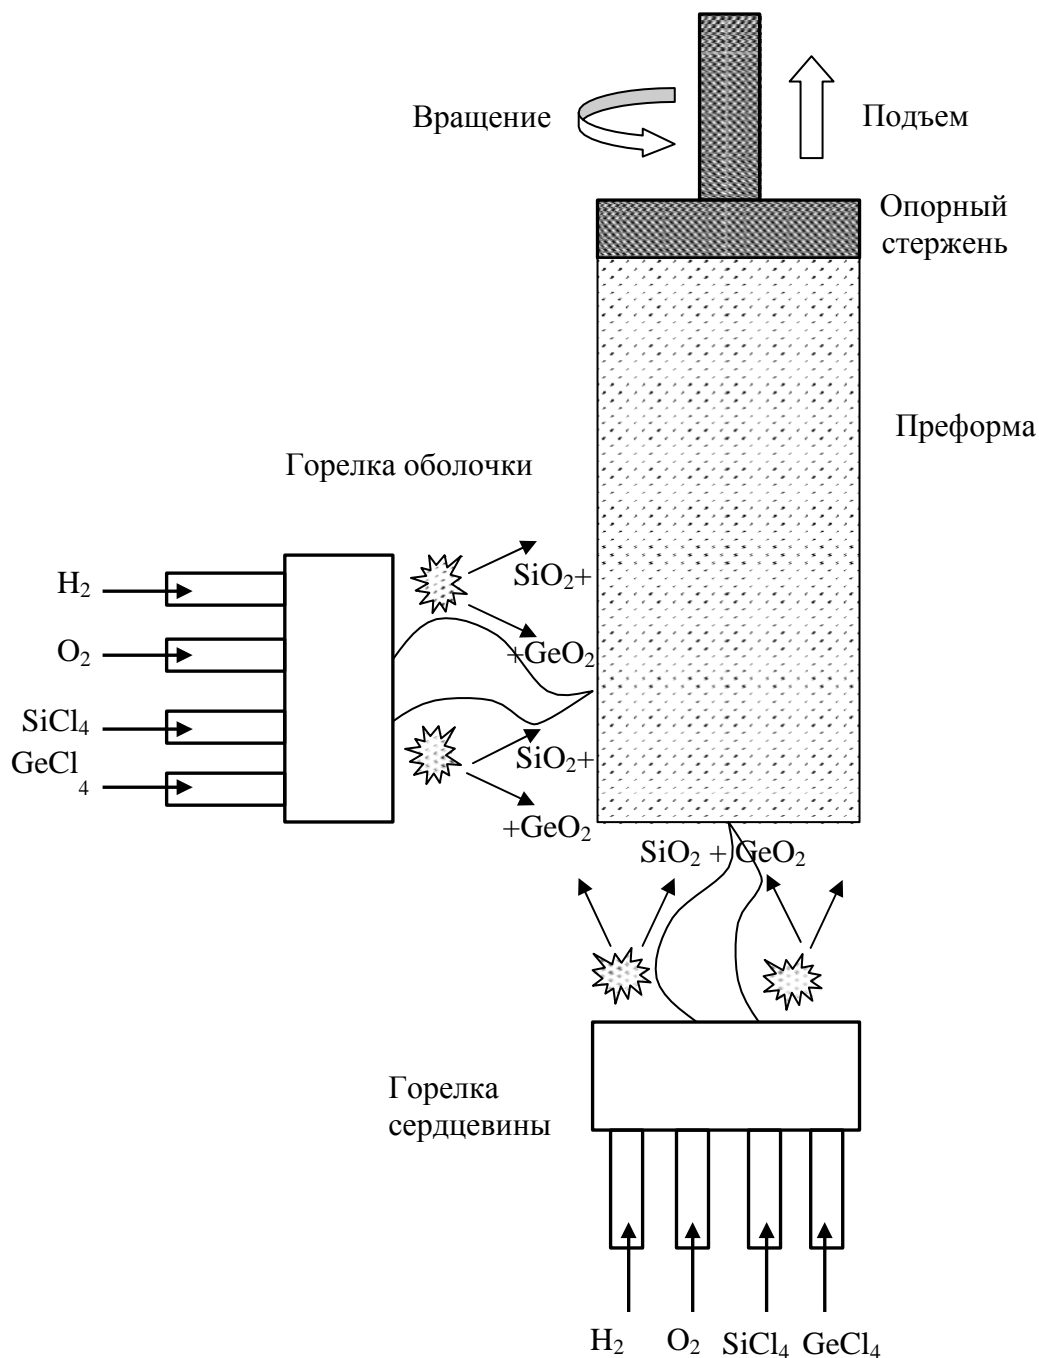 Вращение
Подъем
Опорный
стержень
Преформа
Горелка оболочки
H2
O2
SiCl4
GeCl4
SiO2+
+GeO2
SiO2+
+GeO2
SiO2 + GeO2
Горелка
сердцевины
H2 O2 SiCl4 GeCl4